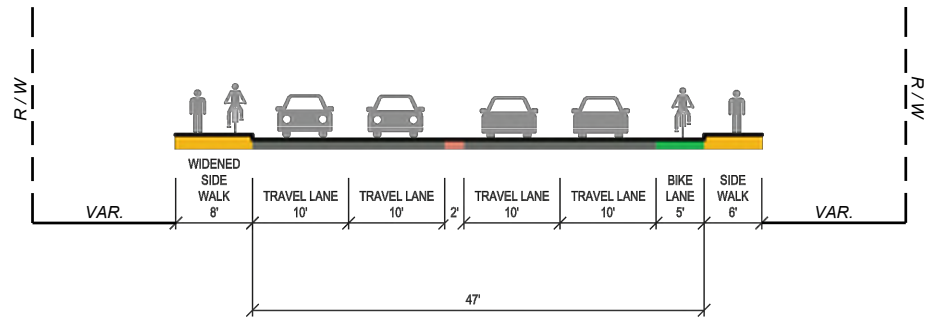 R / W
R / W
WIDENED
SIDE
WALK
8'
TRAVEL LANE
10'
TRAVEL LANE
10'
2'
TRAVEL LANE
10'
TRAVEL LANE
10'
BIKE
LANE
5'
SIDE
WALK
6'
VAR.
VAR.
47'